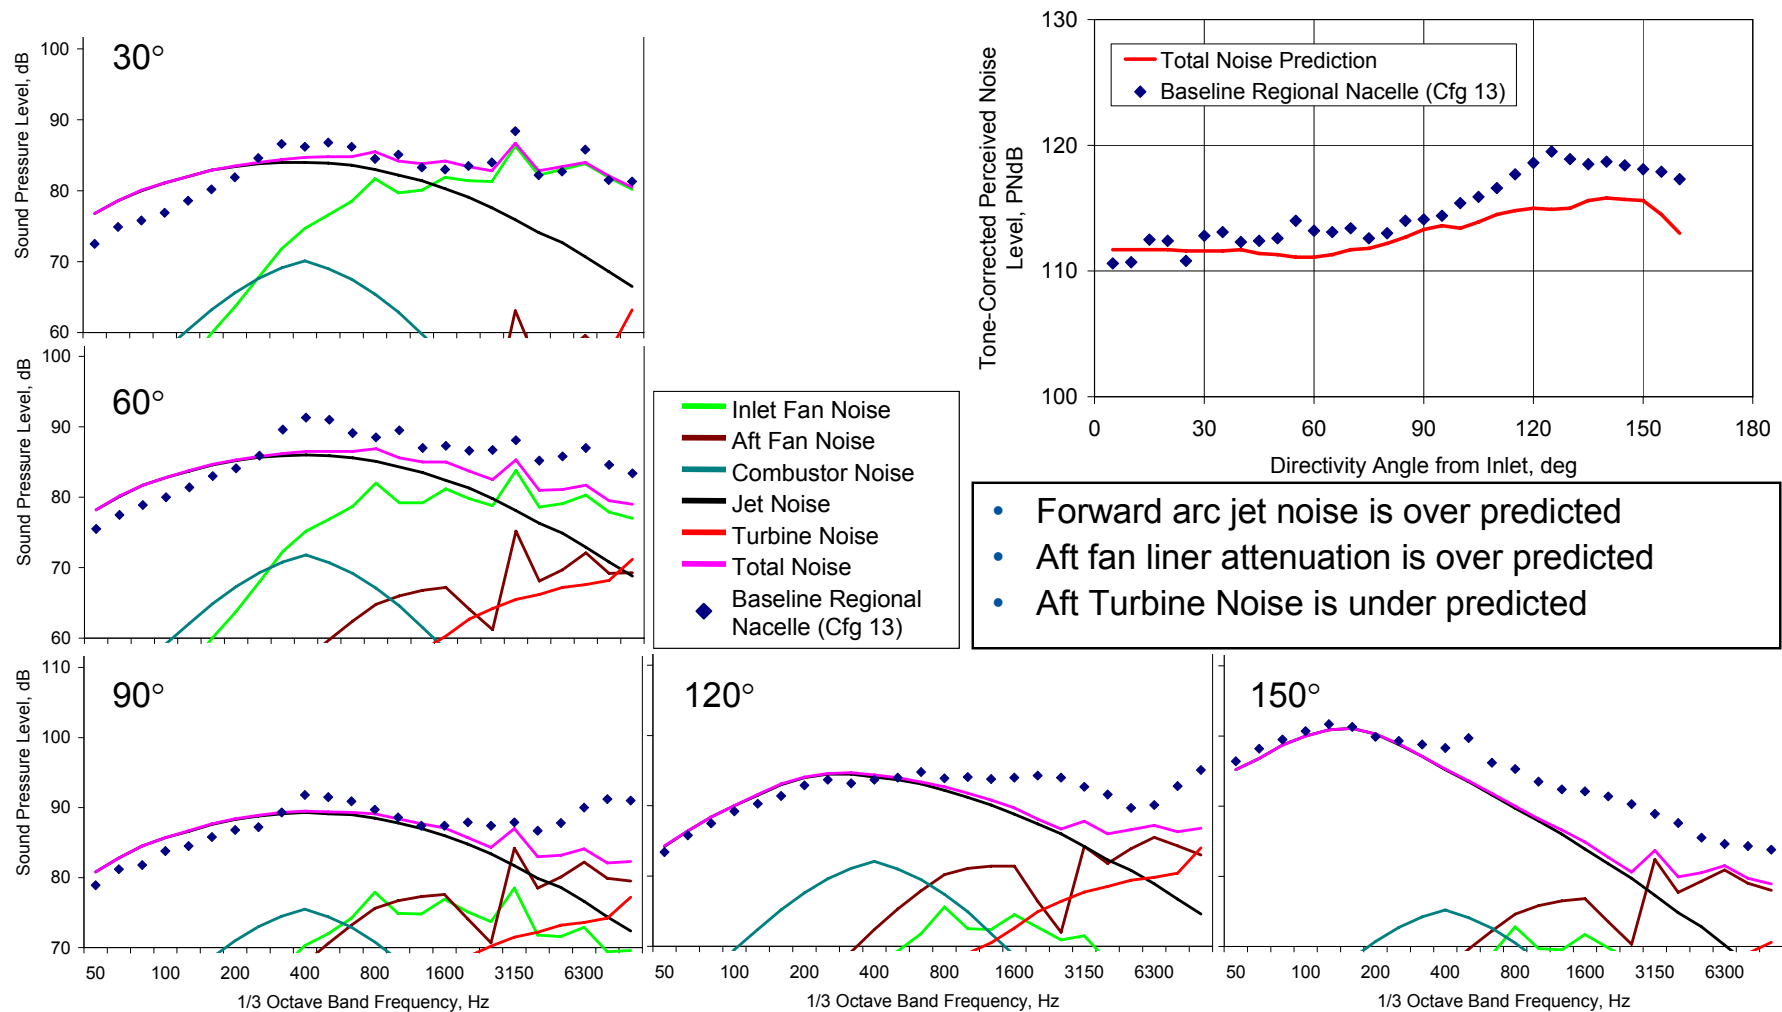 30°
Sound Pressure Level, dB
100
90
80
70
60
130
120
110
100
Tone-Corrected Perceived Noise
Level, PNdB
Total Noise Prediction
Baseline Regional Nacelle (Cfg 13)
0
30
60
90
120
150
180
Directivity Angle from Inlet, deg
60°
Sound Pressure Level, dB
100
90
80
70
60
Inlet Fan Noise
Aft Fan Noise
Combustor Noise
Jet Noise
Turbine Noise
Total Noise
Baseline Regional
Nacelle (Cfg 13)
• Forward arc jet noise is over predicted
• Aft fan liner attenuation is over predicted
• Aft Turbine Noise is under predicted
90°
Sound Pressure Level, dB
110
100
90
80
70
50
100
200
400
800
1600
3150
6300
1/3 Octave Band Frequency, Hz
120°
50
100
200
400
800
1600
3150
6300
1/3 Octave Band Frequency, Hz
150°
50
100
200
400
800
1600
3150
6300
1/3 Octave Band Frequency, Hz